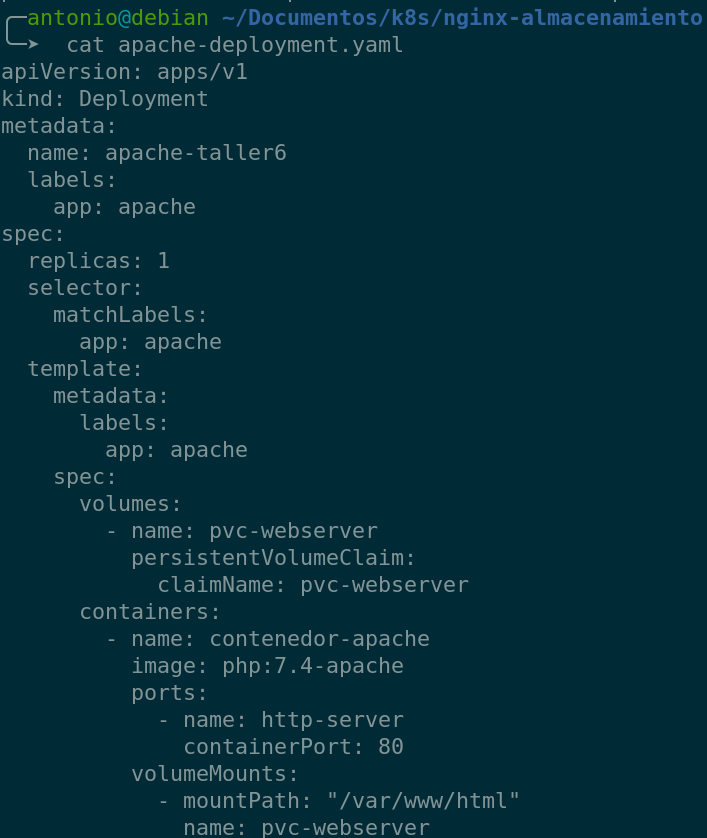 antonio@debian ~/Documentos/k8s/nginx-almacenamiento
➤ cat apache-deployment.yaml
apiVersion: apps/v1
kind: Deployment
metadata:
  name: apache-taller6
  labels:
    app: apache
spec:
  replicas: 1
  selector:
    matchLabels:
      app: apache
  template:
    metadata:
      labels:
        app: apache
    spec:
      volumes:
        - name: pvc-webserver
          persistentVolumeClaim:
            claimName: pvc-webserver
      containers:
        - name: contenedor-apache
          image: php:7.4-apache
          ports:
            - name: http-server
              containerPort: 80
          volumeMounts:
            - mountPath: "/var/www/html"
              name: pvc-webserver